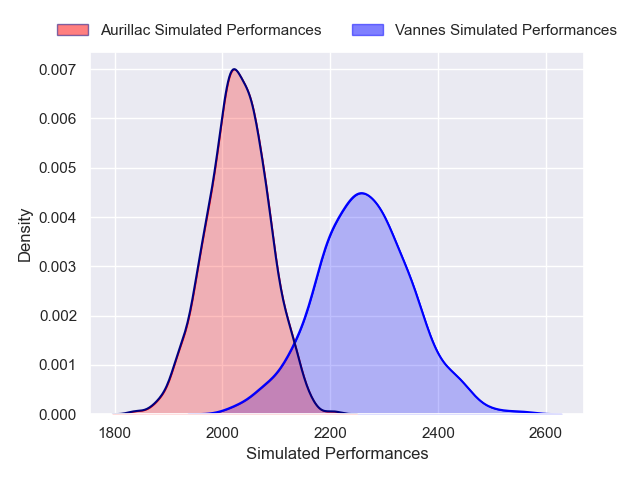 Aurillac Simulated Performances Vannes Simulated Performances
0.007
0.006
0.005
0.004
0.003
0.002
0.001
0.000
Density
1800 2000 2200 2400 2600
Simulated Performances